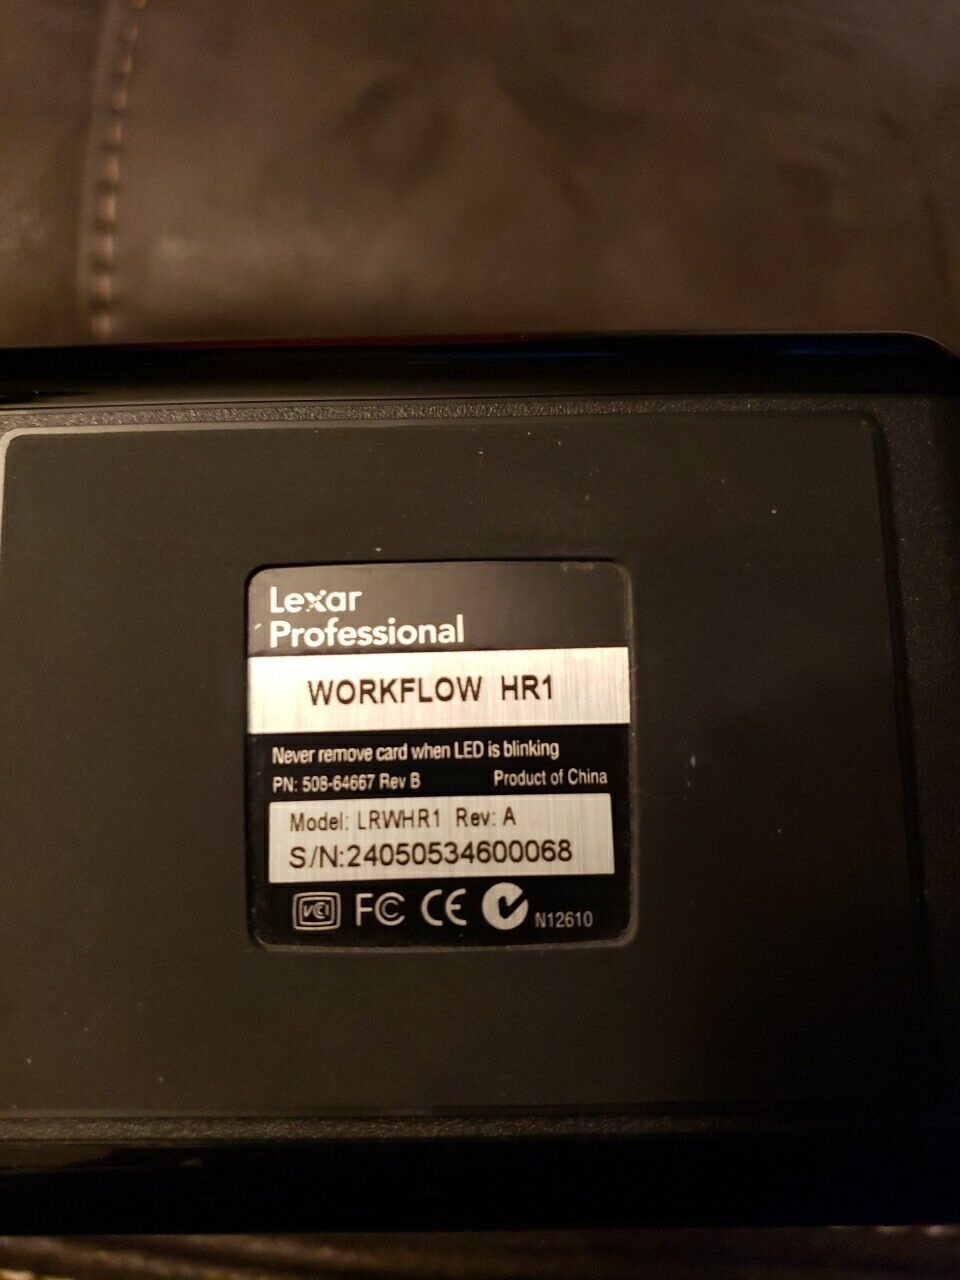 Lexar
Professional
WORKFLOW HR1
Never remove card when LED is blinking
PN: 508-64667 Rev B Product of China
Model: LRWHR1 Rev: A
S/N:24050534600068
VCI FC CE N12610